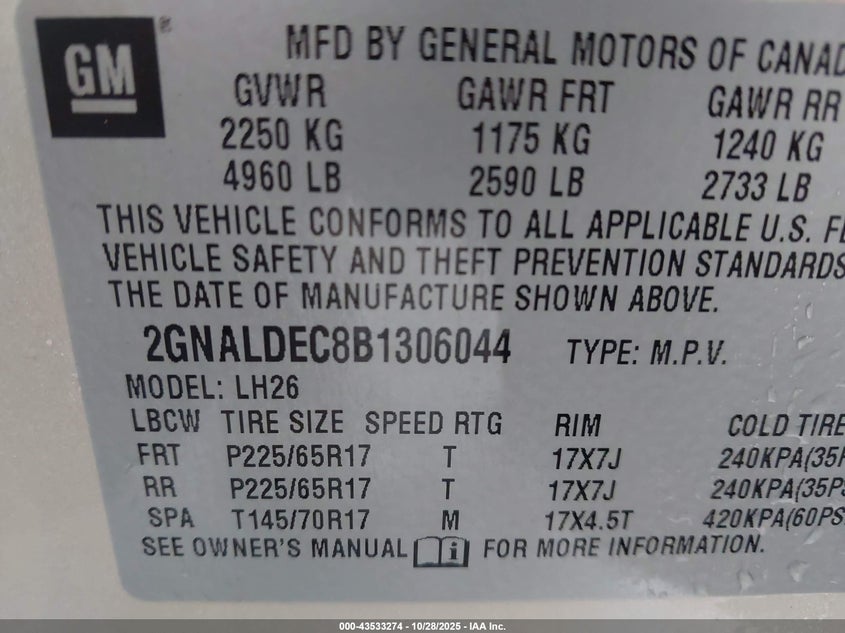 GM ®
MFD BY GENERAL MOTORS OF CANAD
GVWR GAWR FRT GAWR RR
2250 KG 1175 KG 1240 KG
4960 LB 2590 LB 2733 LB
THIS VEHICLE CONFORMS TO ALL APPLICABLE U.S. FE
VEHICLE SAFETY AND THEFT PREVENTION STANDARDS
THE DATE OF MANUFACTURE SHOWN ABOVE.
2GNALDEC8B1306044 TYPE: M.P.V.
MODEL: LH26
LBCW TIRE SIZE SPEED RTG RIM COLD TIRE
FRT P225/65R17 T 17X7J 240KPA(35P
RR P225/65R17 T 17X7J 240KPA(35PS
SPA T145/70R17 M 17X4.5T 420KPA(60PS
SEE OWNER'S MANUAL i FOR MORE INFORMATION.
000-43533274 | 10/28/2025 - IAA Inc.